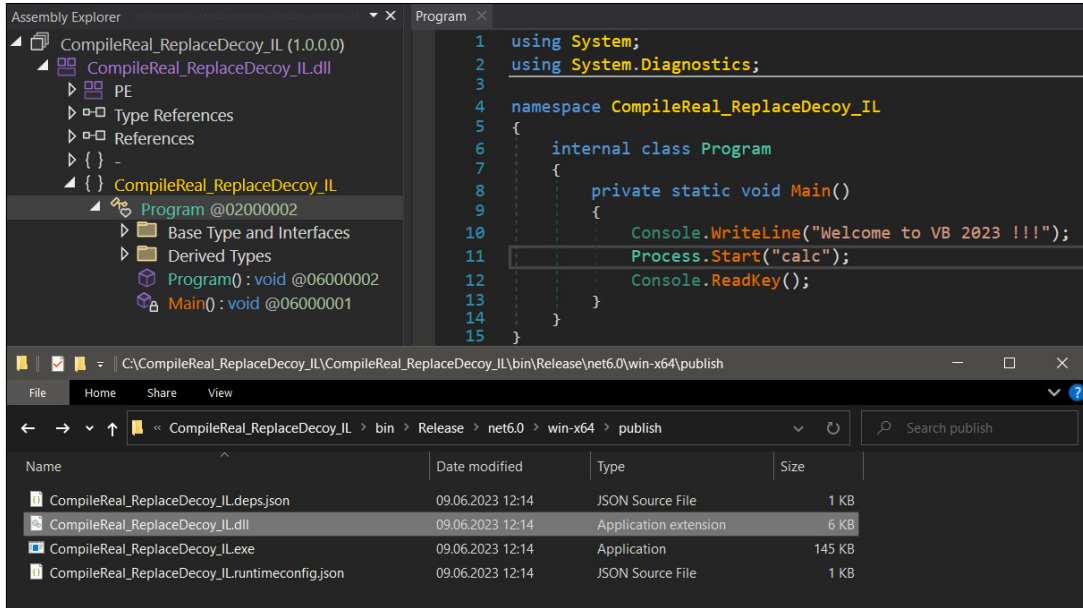 Assembly Explorer
CompileReal_ReplaceDecoy_IL (1.0.0.0)
CompileReal_ReplaceDecoy_IL.dll
PE
Type References
References
{ } -
{ } CompileReal_ReplaceDecoy_IL
Program @02000002
Base Type and Interfaces
Derived Types
Program() : void @06000002
Main() : void @06000001
Program
1 using System;
2 using System.Diagnostics;
3
4 namespace CompileReal_ReplaceDecoy_IL
5 {
6 internal class Program
7 {
8 private static void Main()
9 {
10 Console.WriteLine("Welcome to VB 2023 !!!");
11 Process.Start("calc");
12 Console.ReadKey();
13 }
14 }
15 }
C:\CompileReal_ReplaceDecoy_IL\CompileReal_ReplaceDecoy_IL\bin\Release\net6.0\win-x64\publish
File Home Share View
« CompileReal_ReplaceDecoy_IL > bin > Release > net6.0 > win-x64 > publish Search publish
Name Date modified Type Size
CompileReal_ReplaceDecoy_IL.deps.json 09.06.2023 12:14 JSON Source File 1 KB
CompileReal_ReplaceDecoy_IL.dll 09.06.2023 12:14 Application extension 6 KB
CompileReal_ReplaceDecoy_IL.exe 09.06.2023 12:14 Application 145 KB
CompileReal_ReplaceDecoy_IL.runtimeconfig.json 09.06.2023 12:14 JSON Source File 1 KB